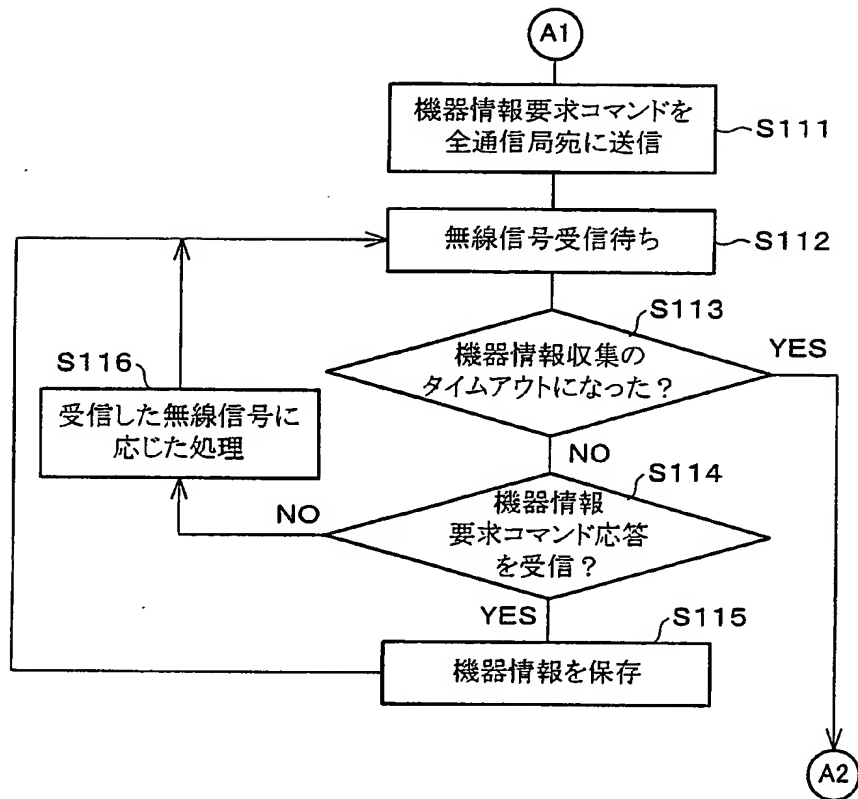 A1
機器情報要求コマンドを
全通信局宛に送信
S111
無線信号受信待ち
S112
S113
機器情報収集の
タイムアウトになった?
YES
S116
受信した無線信号に
応じた処理
NO
S114
機器情報
要求コマンド応答
を受信?
NO
YES
S115
機器情報を保存
A2